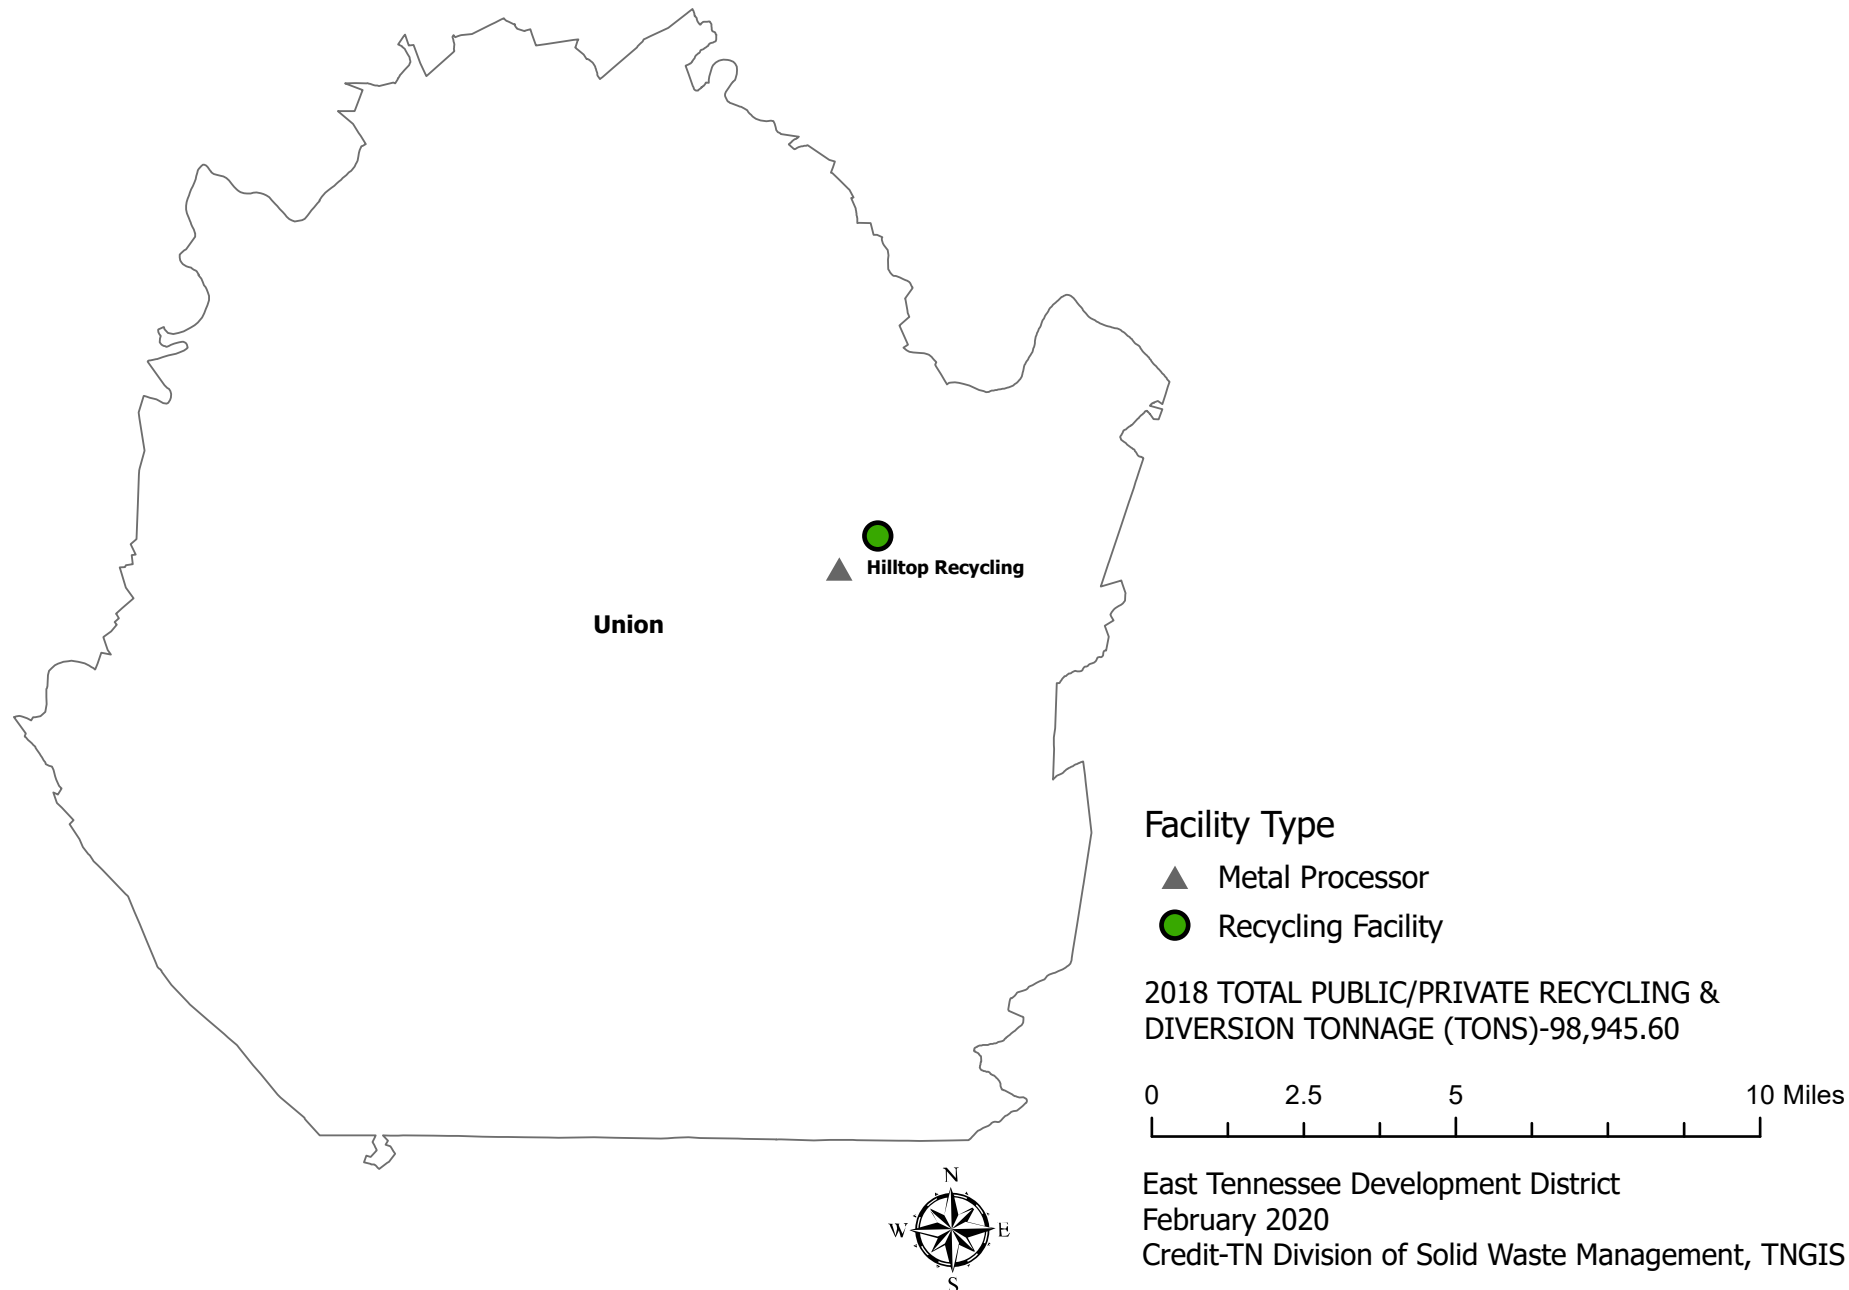 Hilltop Recycling
Union
Facility Type
Metal Processor
Recycling Facility
2018 TOTAL PUBLIC/PRIVATE RECYCLING &
DIVERSION TONNAGE (TONS)-98,945.60
0 2.5 5 10 Miles
N
W E
S
East Tennessee Development District
February 2020
Credit-TN Division of Solid Waste Management, TNGIS